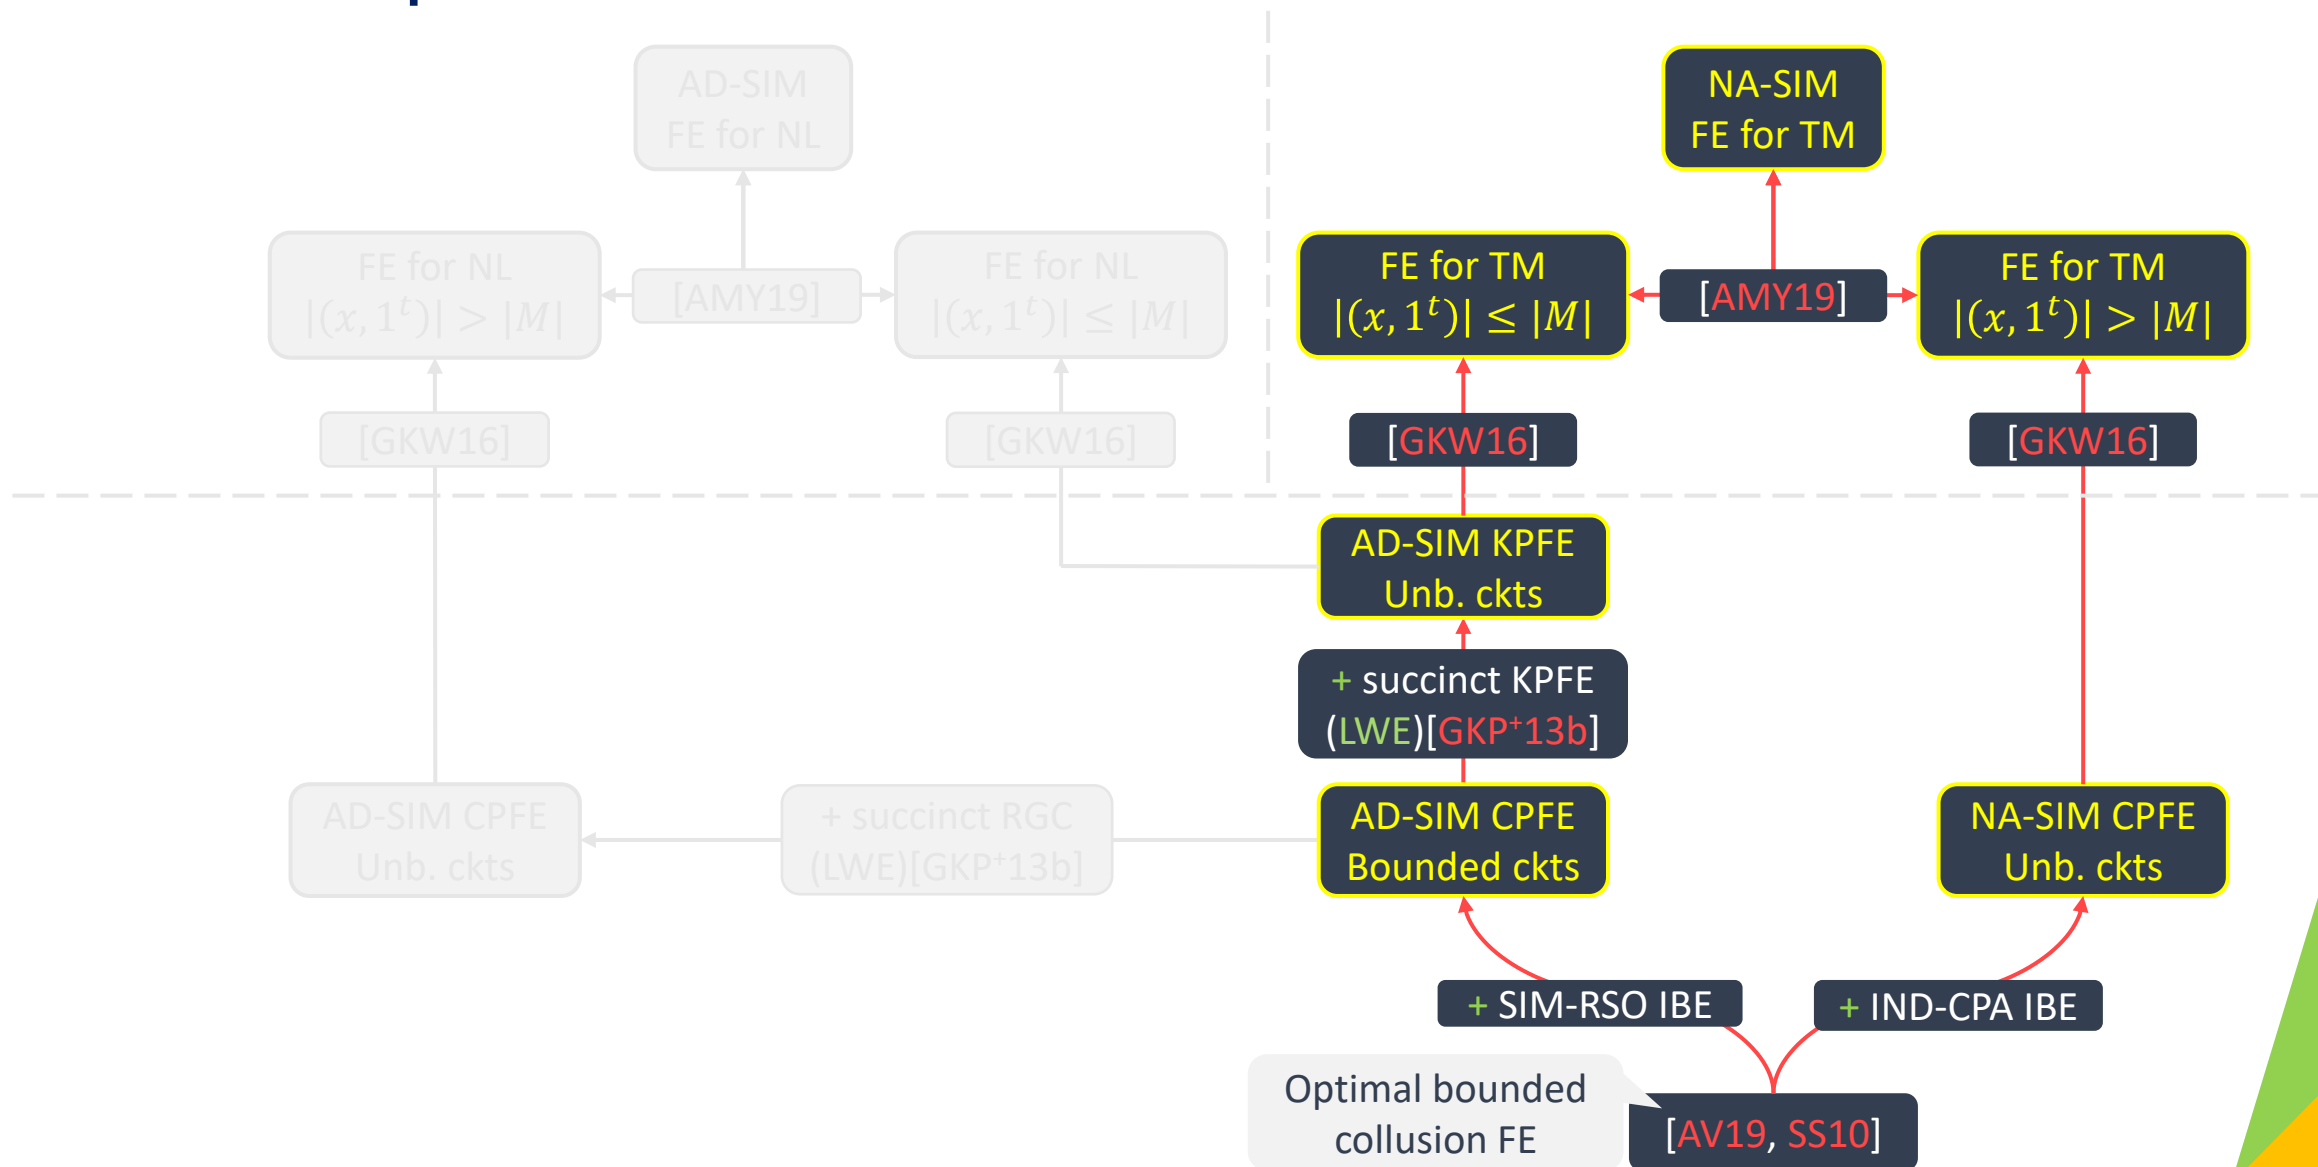 AD-SIM
FE for NL
NA-SIM
FE for TM
FE for NL
|(x, 1^t)| > |M|
[AMY19]
FE for NL
|(x, 1^t)| ≤ |M|
FE for TM
|(x, 1^t)| ≤ |M|
[AMY19]
FE for TM
|(x, 1^t)| > |M|
[GKW16]
[GKW16]
[GKW16]
[GKW16]
AD-SIM KPFE
Unb. ckts
+ succinct KPFE
(LWE)[GKP⁺13b]
AD-SIM CPFE
Unb. ckts
+ succinct RGC
(LWE)[GKP⁺13b]
AD-SIM CPFE
Bounded ckts
NA-SIM CPFE
Unb. ckts
+ SIM-RSO IBE
+ IND-CPA IBE
Optimal bounded
collusion FE
[AV19, SS10]